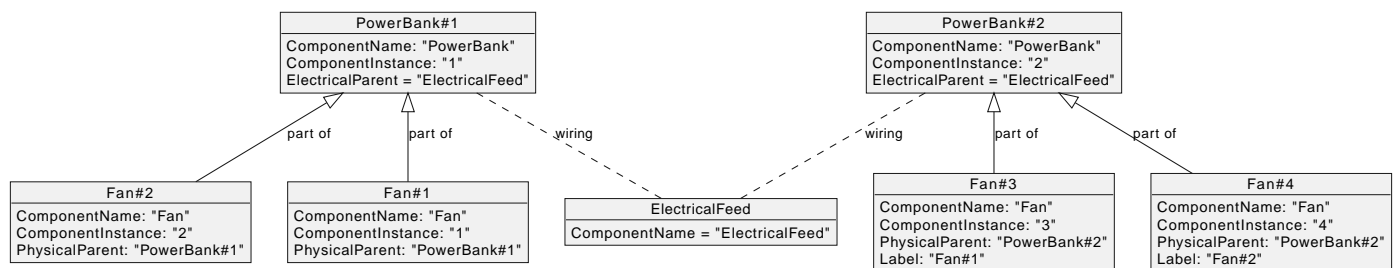 PowerBank#1
ComponentName: "PowerBank"
ComponentInstance: "1"
ElectricalParent = "ElectricalFeed"
PowerBank#2
ComponentName: "PowerBank"
ComponentInstance: "2"
ElectricalParent = "ElectricalFeed"
part of
part of
wiring
wiring
part of
part of
Fan#2
ComponentName: "Fan"
ComponentInstance: "2"
PhysicalParent: "PowerBank#1"
Fan#1
ComponentName: "Fan"
ComponentInstance: "1"
PhysicalParent: "PowerBank#1"
ElectricalFeed
ComponentName = "ElectricalFeed"
Fan#3
ComponentName: "Fan"
ComponentInstance: "3"
PhysicalParent: "PowerBank#2"
Label: "Fan#1"
Fan#4
ComponentName: "Fan"
ComponentInstance: "4"
PhysicalParent: "PowerBank#2"
Label: "Fan#2"